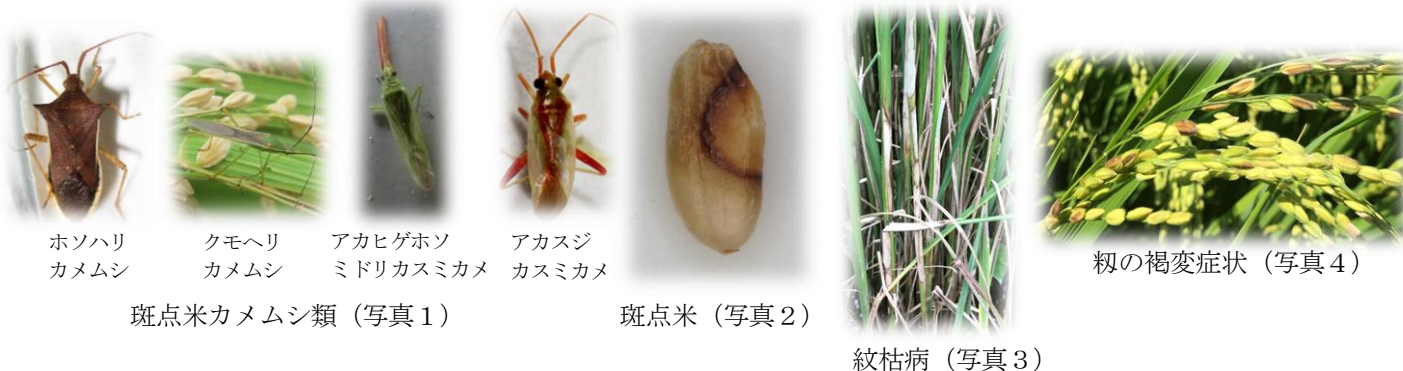 ホソハリ
カメムシ
クモヘリ
カメムシ
アカヒゲホソ
ミドリカスミカメ
アカスジ
カスミカメ
斑点米カメムシ類（写真１）
斑点米（写真２）
紋枯病（写真３）
籾の褐変症状（写真４）